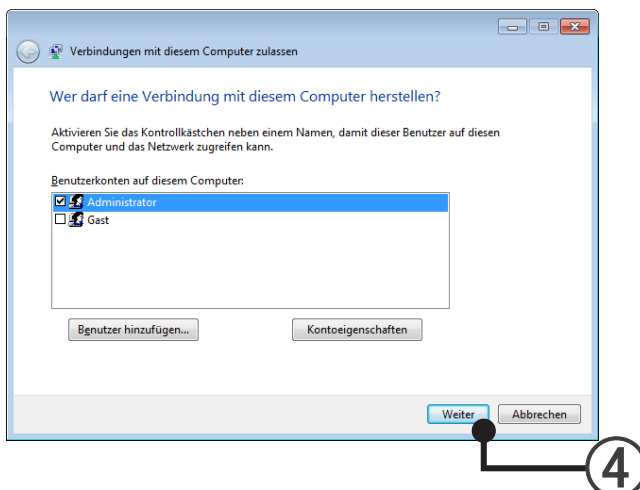 Verbindungen mit diesem Computer zulassen
Wer darf eine Verbindung mit diesem Computer herstellen?
Aktivieren Sie das Kontrollkästchen neben einem Namen, damit dieser Benutzer auf diesen
Computer und das Netzwerk zugreifen kann.
Benutzerkonten auf diesem Computer:
Administrator
Gast
Benutzer hinzufügen... Kontoeigenschaften
Weiter Abbrechen
4